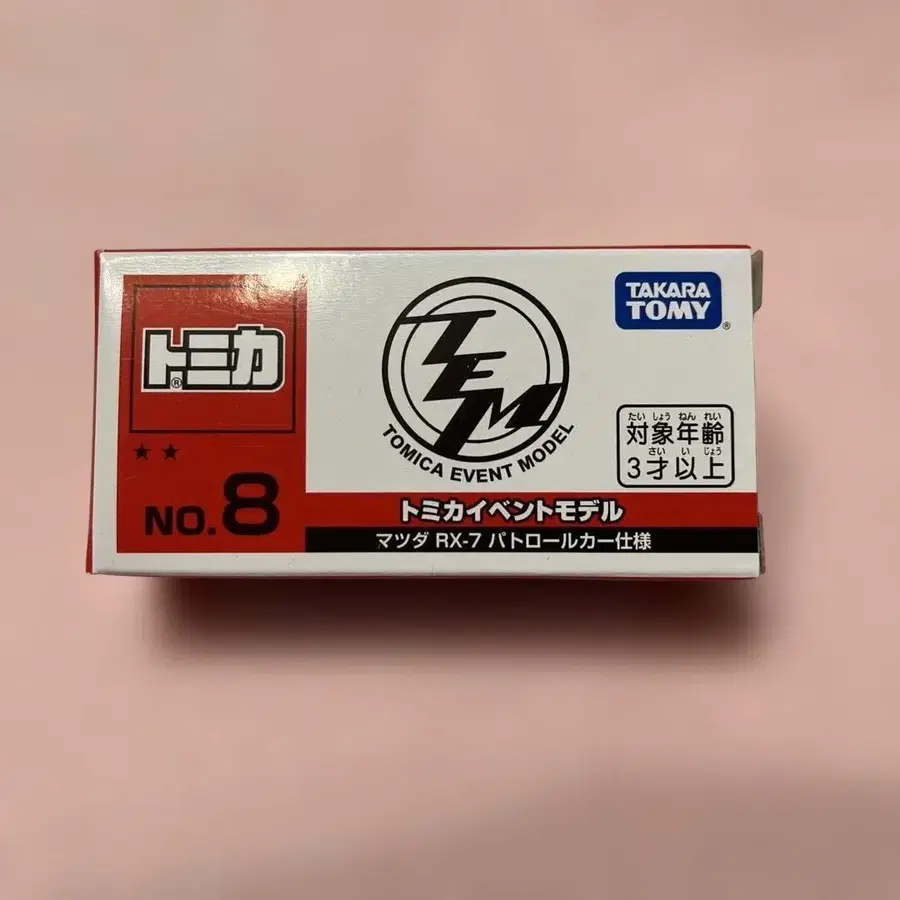 トミカ
®
★★
NO.8
TEM
TOMICA EVENT MODEL
TAKARA
TOMY
®
たい しょう ねん れい
対象年齢
さい い じょう
3才以上
トミカイベントモデル
マツダ RX-7 パトロールカー仕様